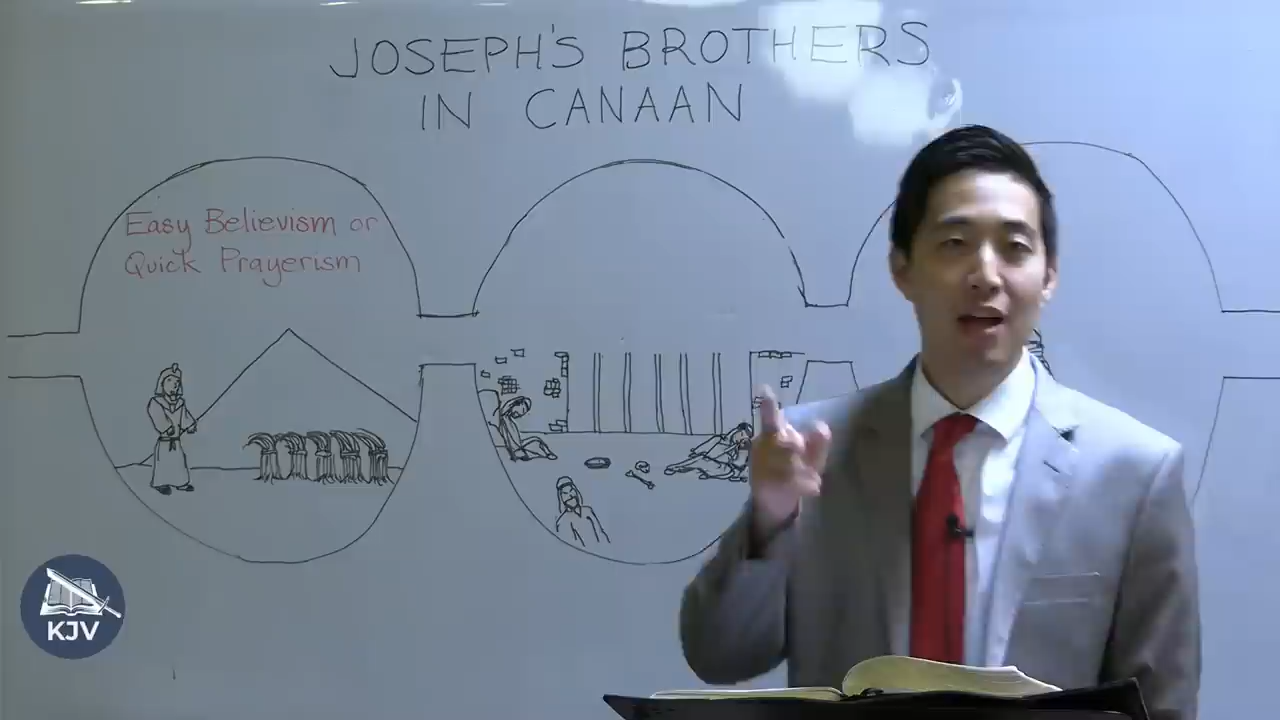 JOSEPH'S BROTHERS
IN CANAAN
Easy Believism or
Quick Prayerism
KJV